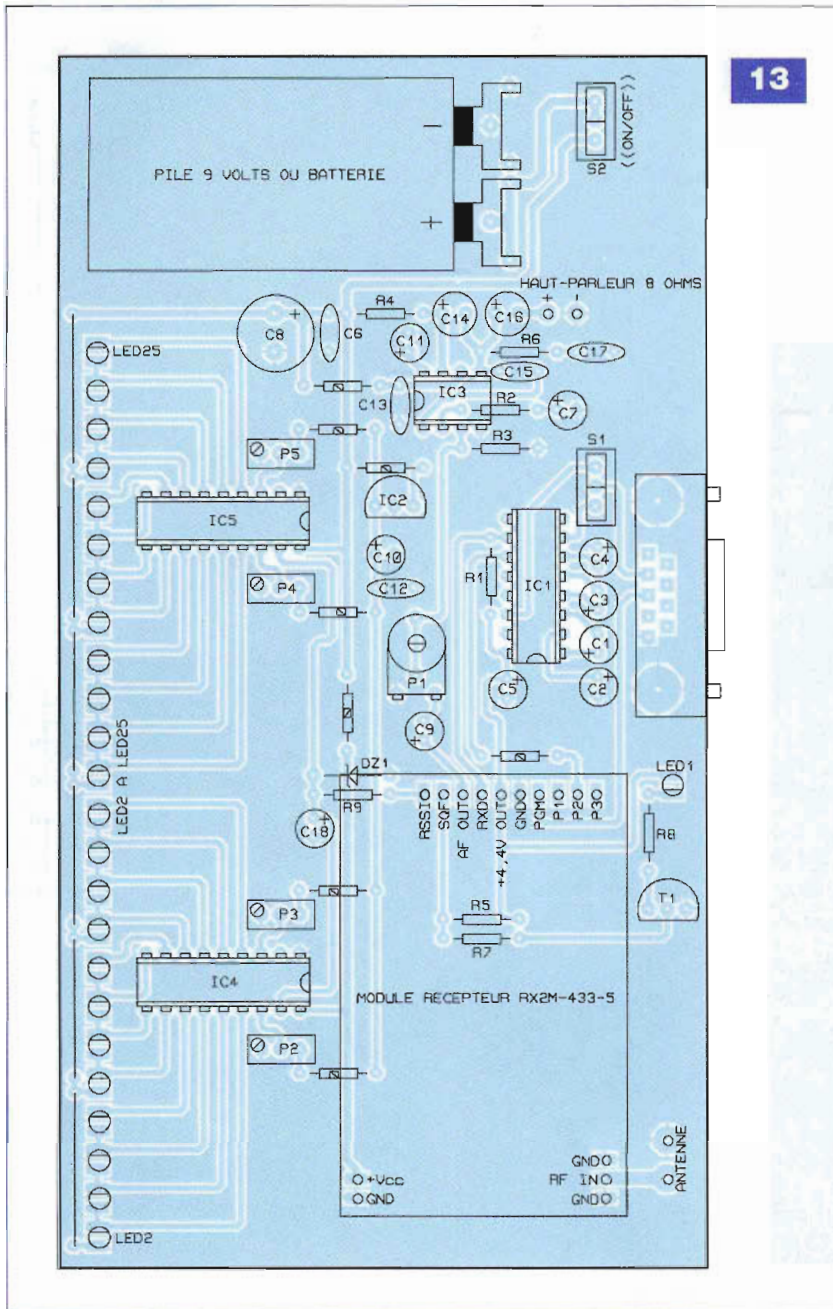 13
PILE 9 VOLTS OU BATTERIE
-
+
S2
((ON/OFF))
HAUT-PARLEUR 8 OHMS
+ -
R4
C8
C6
C14
C16
C11
R6
C17
C15
LED25
IC3
C13
R2
C7
R3
S1
P5
IC2
IC5
C10
C4
R1
IC1
P4
C12
C3
P1
C1
C5
C2
C9
LED2 A LED25
DZ1
LED1
R9
RSSI
SQF
AF OUT
RXD
+4,4V OUT
GND
PGM
P1
P2
P3
C18
R8
T1
P3
R5
R7
IC4
MODULE RECEPTEUR RX2M-433-5
P2
ANTENNE
GND
+Vcc
RF IN
GND
GND
LED2